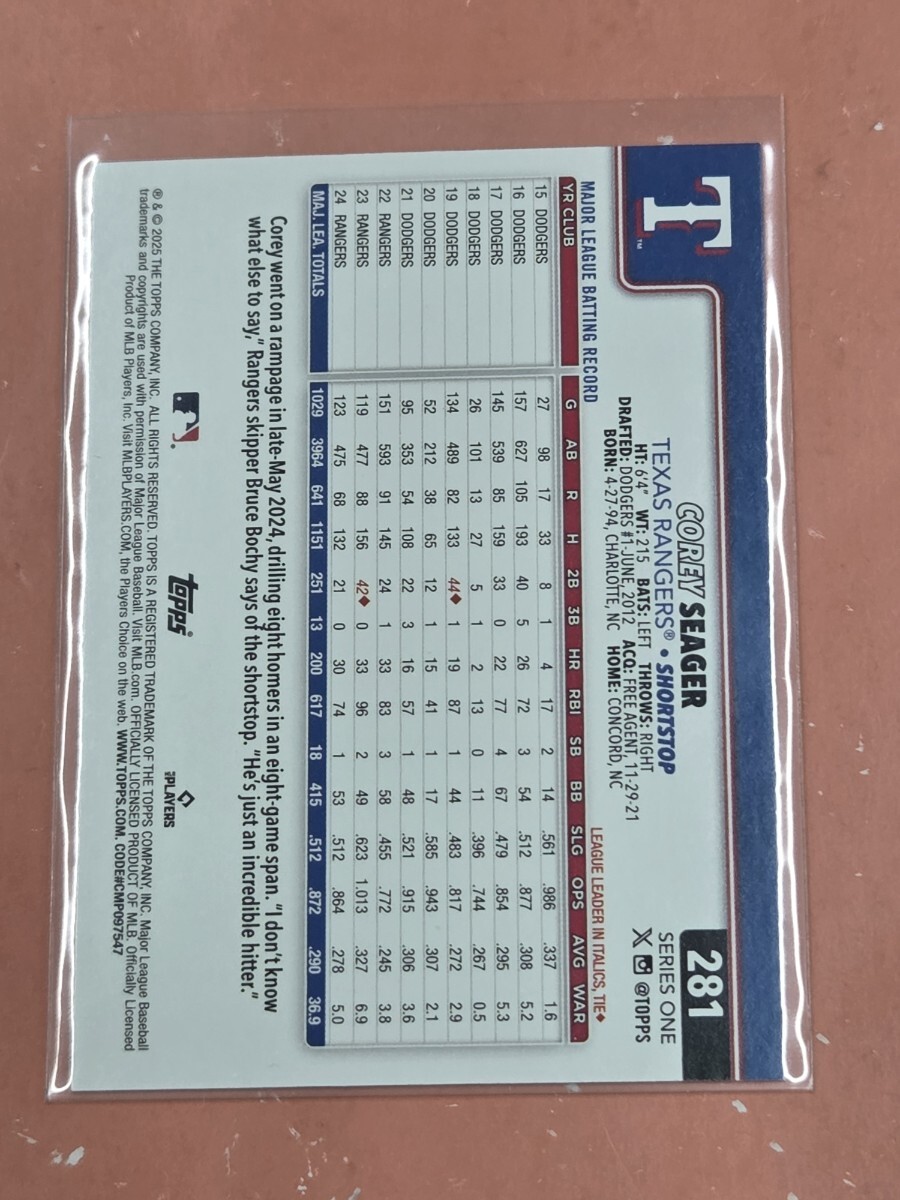 T™
281
COREY SEAGER
SERIES ONE
TEXAS RANGERS® • SHORTSTOP
X @TOPPS
HT: 6'4" WT: 215 BATS: LEFT THROWS: RIGHT
DRAFTED: DODGERS #1-JUNE, 2012 ACQ: FREE AGENT, 11-29-21
BORN: 4-27-94, CHARLOTTE, NC HOME: CONCORD, NC
MAJOR LEAGUE BATTING RECORD LEAGUE LEADER IN ITALICS, TIE♦
YR CLUB G AB R H 2B 3B HR RBI SB BB SLG OPS AVG WAR
15 DODGERS 27 98 17 33 8 1 4 17 2 14 .561 .986 .337 1.6
16 DODGERS 157 627 105 193 40 5 26 72 3 54 .512 .877 .308 5.2
17 DODGERS 145 539 85 159 33 0 22 77 4 67 .479 .854 .295 5.3
18 DODGERS 26 101 13 27 5 1 2 13 0 11 .396 .744 .267 0.5
19 DODGERS 134 489 82 133 44♦ 1 19 87 1 44 .483 .817 .272 2.9
20 DODGERS 52 212 38 65 12 1 15 41 1 17 .585 .943 .307 2.1
21 DODGERS 95 353 54 108 22 3 16 57 1 48 .521 .915 .306 3.6
22 RANGERS 151 593 91 145 24 1 33 83 3 58 .455 .772 .245 3.8
23 RANGERS 119 477 88 156 42♦ 0 33 96 2 49 .623 1.013 .327 6.9
24 RANGERS 123 475 68 132 21 0 30 74 1 53 .512 .864 .278 5.0
MAJ. LEA. TOTALS 1029 3964 641 1151 251 13 200 617 18 415 .512 .872 .290 36.9
Corey went on a rampage in late-May 2024, drilling eight homers in an eight-game span. "I don't know
what else to say," Rangers skipper Bruce Bochy says of the shortstop. "He's just an incredible hitter."
topps®
PLAYERS
® & © 2025 THE TOPPS COMPANY, INC. ALL RIGHTS RESERVED. TOPPS IS A REGISTERED TRADEMARK OF THE TOPPS COMPANY, INC. Major League Baseball
trademarks and copyrights are used with permission of Major League Baseball. Visit MLB.com. OFFICIALLY LICENSED PRODUCT OF MLB. Officially Licensed
Product of MLB Players, Inc. Visit MLBPLAYERS.COM, the Players Choice on the web. WWW.TOPPS.COM. CODE#CMP097547